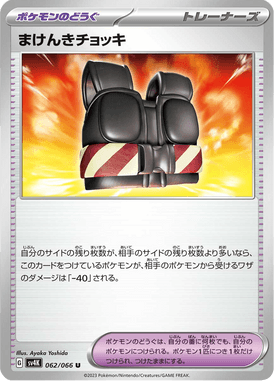 ポケモンのどうぐ
トレーナーズ
まけんきチョッキ
自分のサイドの残り枚数が、相手のサイドの残り枚数より多いなら、
このカードをつけているポケモンが、相手のポケモンから受けるワザ
のダメージは「-40」される。
Illus. Ayaka Yoshida
G sv4K 062/066 U
ポケモンのどうぐは、自分の番に何枚でも、自分の
ポケモンにつけられる。ポケモン1匹につき1枚だけ
つけられ、つけたままにする。
©2023 Pokémon/Nintendo/Creatures/GAME FREAK.